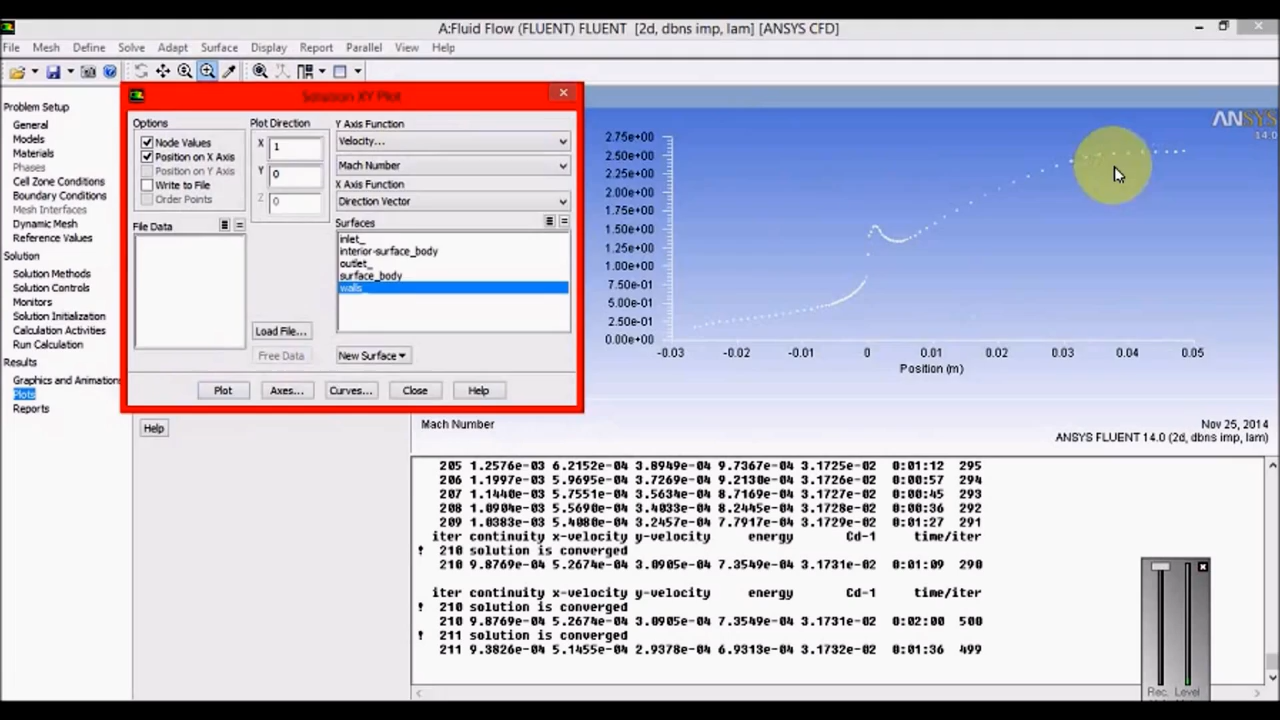 A:Fluid Flow (FLUENT) FLUENT [2d, dbns imp, lam] [ANSYS CFD]
File Mesh Define Solve Adapt Surface Display Report Parallel View Help
Problem Setup
General
Models
Materials
Phases
Cell Zone Conditions
Boundary Conditions
Mesh Interfaces
Dynamic Mesh
Reference Values
Solution
Solution Methods
Solution Controls
Monitors
Solution Initialization
Calculation Activities
Run Calculation
Results
Graphics and Animations
Plots
Reports
Solution XY Plot
Options
Node Values
Position on X Axis
Position on Y Axis
Write to File
Order Points
Plot Direction
X 1
Y 0
Z 0
Y Axis Function
Velocity...
Mach Number
X Axis Function
Direction Vector
File Data
Surfaces
inlet_
interior-surface_body
outlet_
surface_body
walls_
Load File...
Free Data
New Surface
Plot Axes... Curves... Close Help
Help
ANSYS
14.0
2.75e+00
2.50e+00
2.25e+00
2.00e+00
1.75e+00
1.50e+00
1.25e+00
1.00e+00
7.50e-01
5.00e-01
2.50e-01
0.00e+00
-0.03 -0.02 -0.01 0 0.01 0.02 0.03 0.04 0.05
Position (m)
Mach Number
Nov 25, 2014
ANSYS FLUENT 14.0 (2d, dbns imp, lam)
205 1.2576e-03 6.2152e-04 3.8949e-04 9.7367e-04 3.1725e-02 0:01:12 295
206 1.1997e-03 5.9695e-04 3.7269e-04 9.2130e-04 3.1726e-02 0:00:57 294
207 1.1440e-03 5.7551e-04 3.5634e-04 8.7169e-04 3.1727e-02 0:00:45 293
208 1.0904e-03 5.5690e-04 3.4033e-04 8.2445e-04 3.1728e-02 0:00:36 292
209 1.0383e-03 5.4080e-04 3.2457e-04 7.7917e-04 3.1729e-02 0:01:27 291
iter continuity x-velocity y-velocity energy Cd-1 time/iter
! 210 solution is converged
210 9.8769e-04 5.2674e-04 3.0905e-04 7.3549e-04 3.1731e-02 0:01:09 290
iter continuity x-velocity y-velocity energy Cd-1 time/iter
! 210 solution is converged
210 9.8769e-04 5.2674e-04 3.0905e-04 7.3549e-04 3.1731e-02 0:02:00 500
! 211 solution is converged
211 9.3826e-04 5.1455e-04 2.9378e-04 6.9313e-04 3.1732e-02 0:01:36 499
Rec. Level